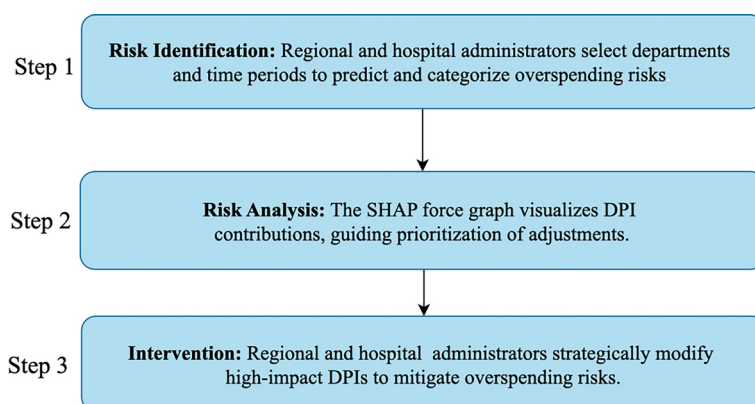 Step 1
Risk Identification: Regional and hospital administrators select departments
and time periods to predict and categorize overspending risks
Step 2
Risk Analysis: The SHAP force graph visualizes DPI
contributions, guiding prioritization of adjustments.
Step 3
Intervention: Regional and hospital administrators strategically modify
high-impact DPIs to mitigate overspending risks.